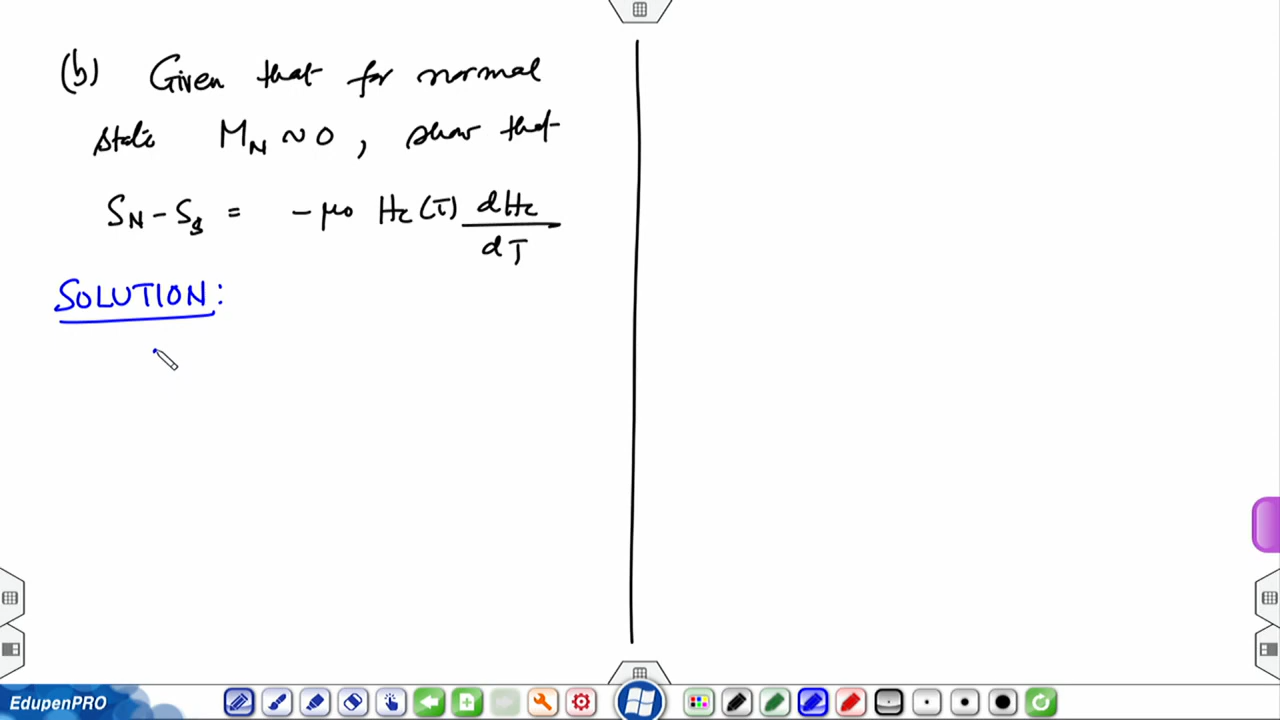 (b) Given that for normal
state M_N ~ 0, show that
S_N - S_s = -μ0 Hc(T) dHc/dT
SOLUTION:
EdupenPRO